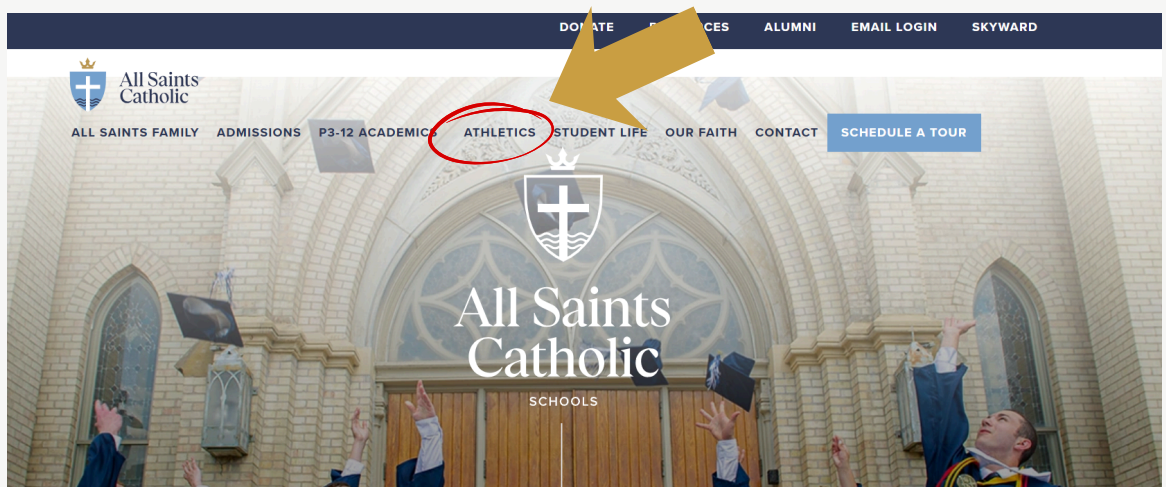 DONATE ALUMNI EMAIL LOGIN SKYWARD
All Saints
Catholic
ALL SAINTS FAMILY ADMISSIONS P3-12 ACADEMICS ATHLETICS STUDENT LIFE OUR FAITH CONTACT SCHEDULE A TOUR
All Saints
Catholic
SCHOOLS